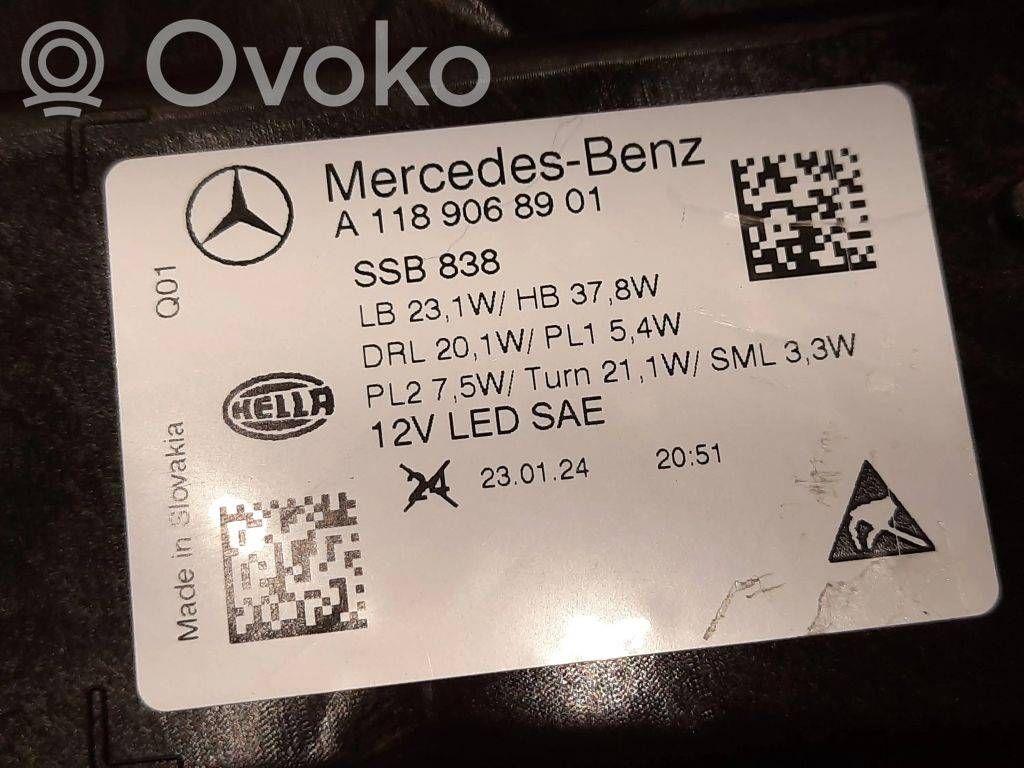 Ovoko
Mercedes-Benz
A 118 906 89 01
SSB 838
LB 23,1W/ HB 37,8W
DRL 20,1W/ PL1 5,4W
PL2 7,5W/ Turn 21,1W/ SML 3,3W
12V LED SAE
24 23.01.24 20:51
HELLA
Q01
Made in Slovakia